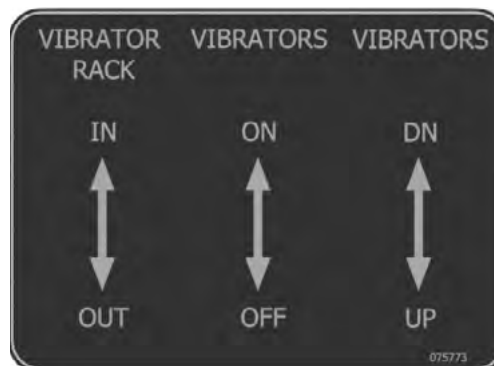 VIBRATOR RACK VIBRATORS VIBRATORS
IN ON DN
OUT OFF UP
075773